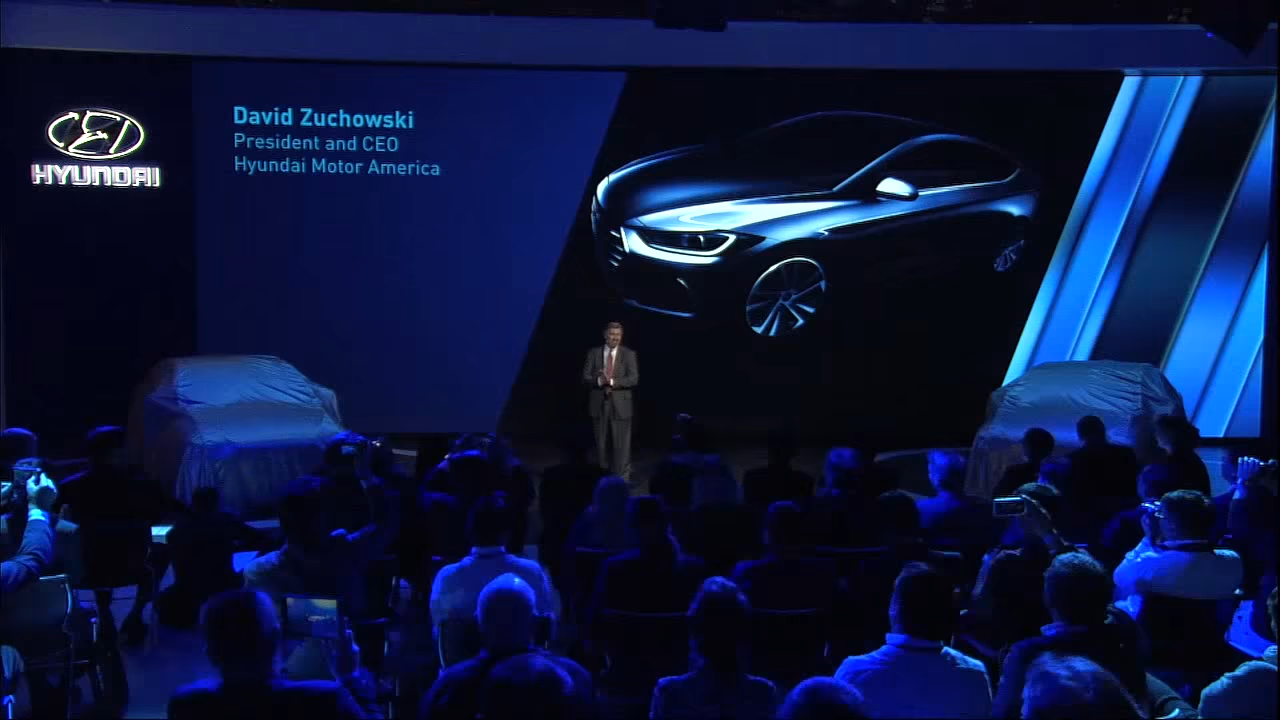 HYUNDAI
David Zuchowski
President and CEO
Hyundai Motor America